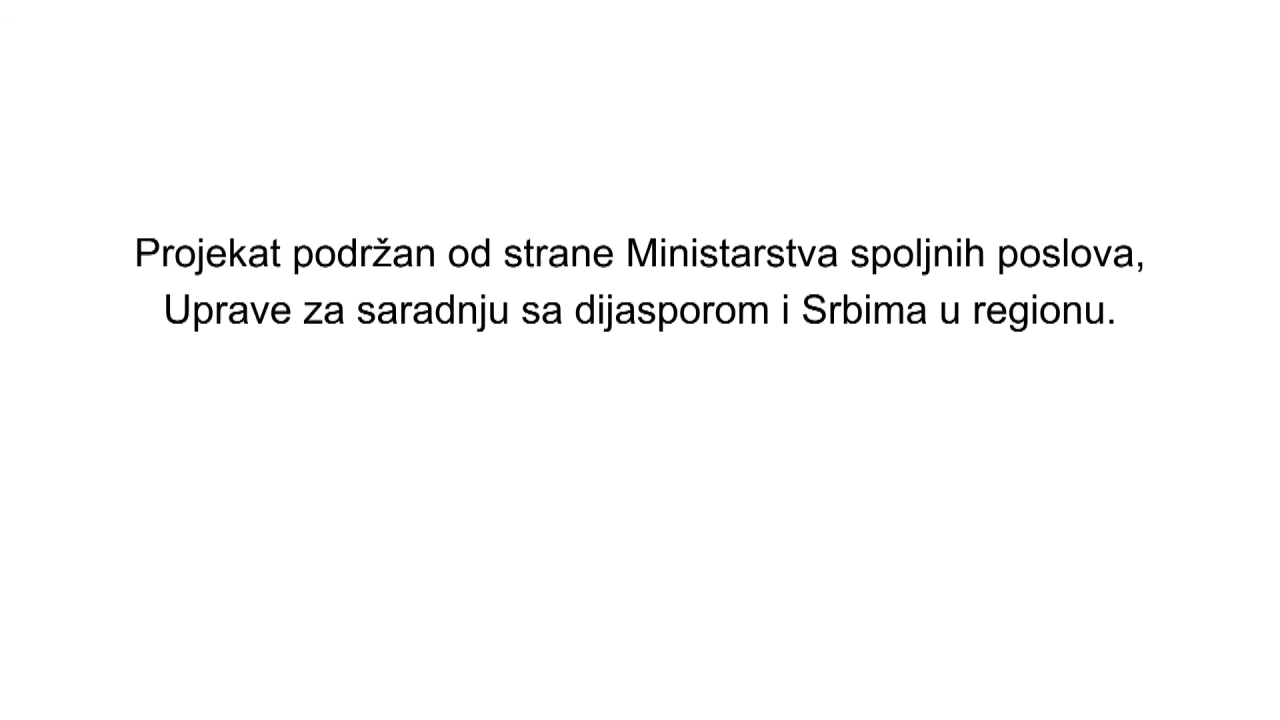 Projekat podržan od strane Ministarstva spoljnih poslova,
Uprave za saradnju sa dijasporom i Srbima u regionu.